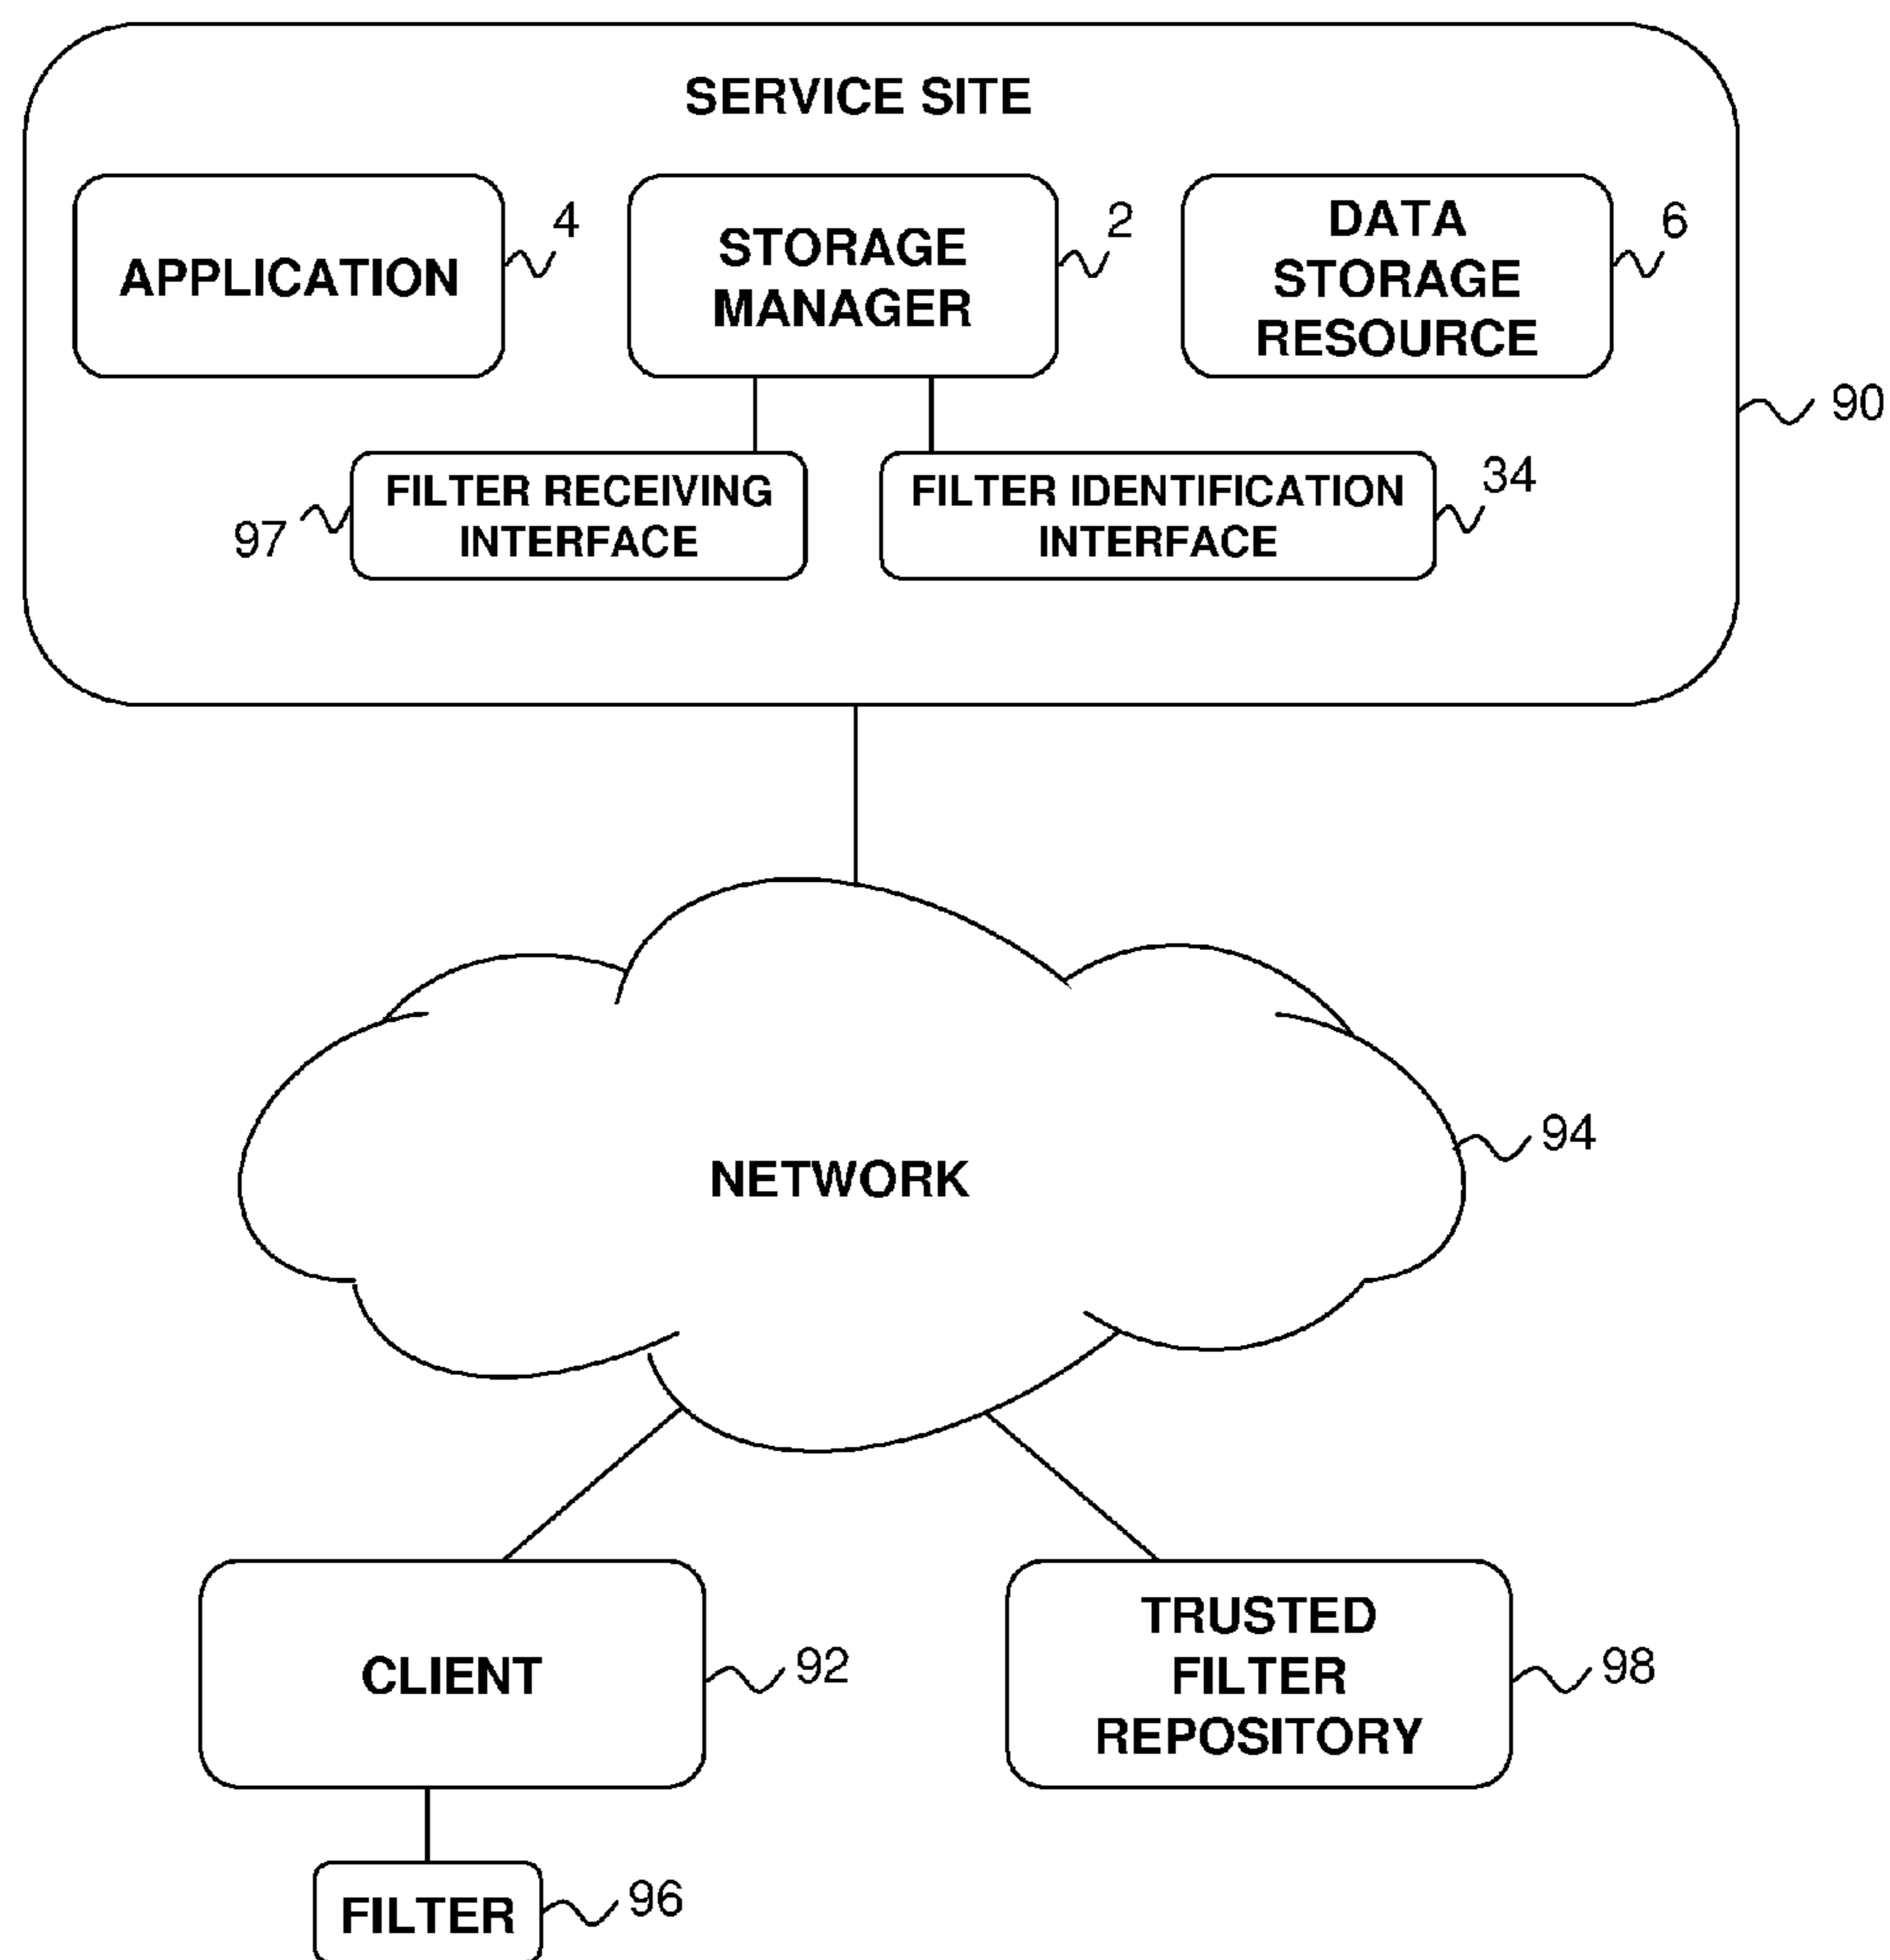 SERVICE SITE
APPLICATION
4
STORAGE
MANAGER
2
DATA
STORAGE
RESOURCE
6
90
FILTER RECEIVING
INTERFACE
97
FILTER IDENTIFICATION
INTERFACE
34
NETWORK
94
CLIENT
92
TRUSTED
FILTER
REPOSITORY
98
FILTER
96